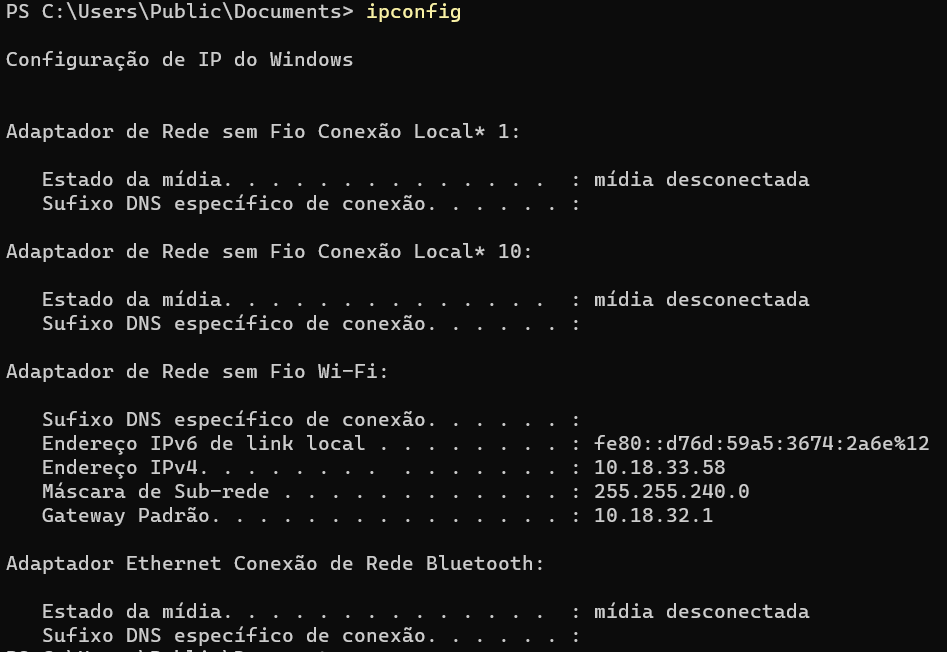 PS C:\Users\Public\Documents> ipconfig
Configuração de IP do Windows
Adaptador de Rede sem Fio Conexão Local* 1:
Estado da mídia. . . . . . . . . . . . . . : mídia desconectada
Sufixo DNS específico de conexão. . . . . . :
Adaptador de Rede sem Fio Conexão Local* 10:
Estado da mídia. . . . . . . . . . . . . . : mídia desconectada
Sufixo DNS específico de conexão. . . . . . :
Adaptador de Rede sem Fio Wi-Fi:
Sufixo DNS específico de conexão. . . . . . :
Endereço IPv6 de link local . . . . . . . . : fe80::d76d:59a5:3674:2a6e%12
Endereço IPv4. . . . . . . .  . . . . . . . : 10.18.33.58
Máscara de Sub-rede . . . . . . . . . . . . : 255.255.240.0
Gateway Padrão. . . . . . . . . . . . . . . : 10.18.32.1
Adaptador Ethernet Conexão de Rede Bluetooth:
Estado da mídia. . . . . . . . . . . . . . : mídia desconectada
Sufixo DNS específico de conexão. . . . . . :